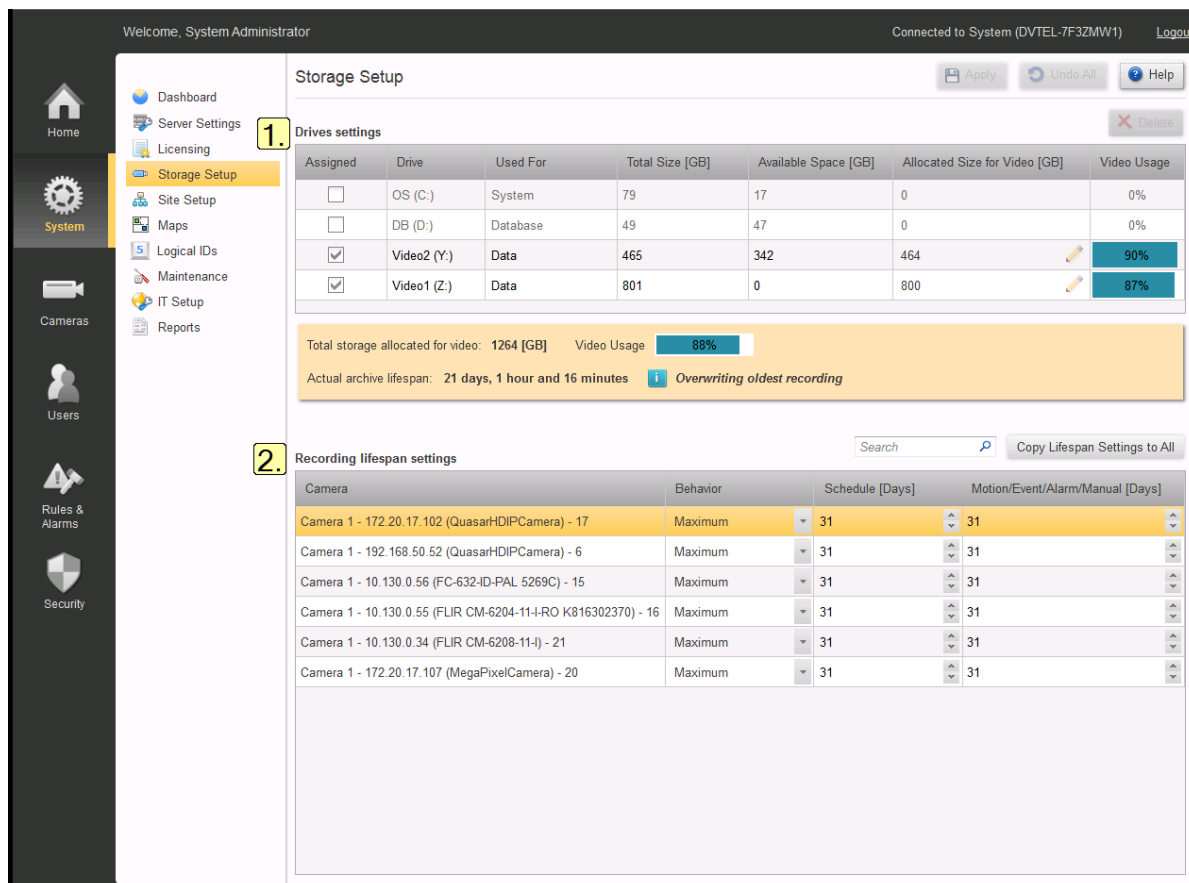 Welcome, System Administrator
Connected to System (DVTEL-7F3ZMW1)
Logou
Home
System
Cameras
Users
Rules &
Alarms
Security
Dashboard
Server Settings
Licensing
Storage Setup
Site Setup
Maps
5 Logical IDs
Maintenance
IT Setup
Reports
Storage Setup
Apply
Undo All
? Help
Delete
1. Drives settings
Assigned Drive Used For Total Size [GB] Available Space [GB] Allocated Size for Video [GB] Video Usage
OS (C:) System 79 17 0 0%
DB (D:) Database 49 47 0 0%
Video2 (Y:) Data 465 342 464 90%
Video1 (Z:) Data 801 0 800 87%
Total storage allocated for video: 1264 [GB] Video Usage 88%
Actual archive lifespan: 21 days, 1 hour and 16 minutes i Overwriting oldest recording
Search
Copy Lifespan Settings to All
2. Recording lifespan settings
Camera Behavior Schedule [Days] Motion/Event/Alarm/Manual [Days]
Camera 1 - 172.20.17.102 (QuasarHDIPCamera) - 17 Maximum 31 31
Camera 1 - 192.168.50.52 (QuasarHDIPCamera) - 6 Maximum 31 31
Camera 1 - 10.130.0.56 (FC-632-ID-PAL 5269C) - 15 Maximum 31 31
Camera 1 - 10.130.0.55 (FLIR CM-6204-11-I-RO K816302370) - 16 Maximum 31 31
Camera 1 - 10.130.0.34 (FLIR CM-6208-11-I) - 21 Maximum 31 31
Camera 1 - 172.20.17.107 (MegaPixelCamera) - 20 Maximum 31 31